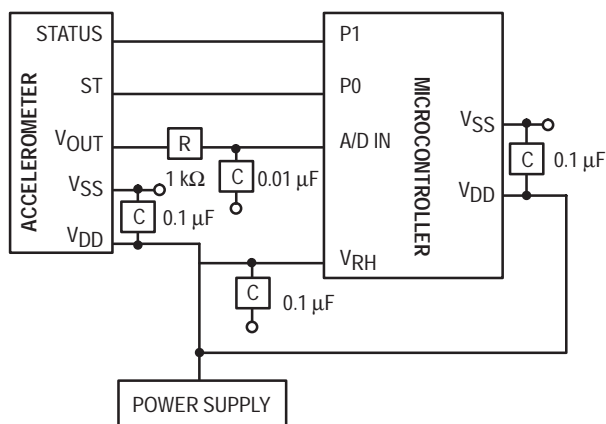 STATUS
ST
VOUT
VSS
VDD
ACCELEROMETER
R
1 kΩ
C
0.01 µF
C
0.1 µF
C
0.1 µF
P1
P0
A/D IN
VRH
MICROCONTROLLER
VSS
VDD
C
0.1 µF
POWER SUPPLY